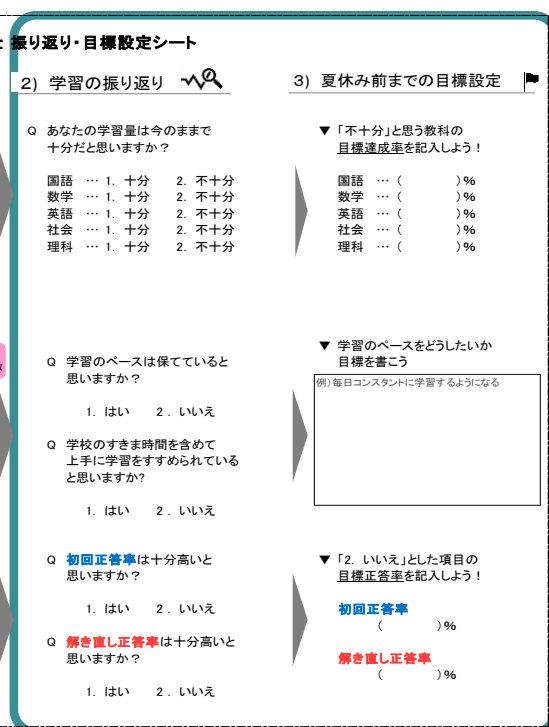 振り返り・目標設定シート
2) 学習の振り返り
Q あなたの学習量は今のままで
十分だと思いますか？
国語 … 1. 十分 2. 不十分
数学 … 1. 十分 2. 不十分
英語 … 1. 十分 2. 不十分
社会 … 1. 十分 2. 不十分
理科 … 1. 十分 2. 不十分
Q 学習のペースは保てていると
思いますか？
1. はい 2. いいえ
Q 学校のすきま時間を含めて
上手に学習をすすめられている
と思いますか?
1. はい 2. いいえ
Q 初回正答率は十分高いと
思いますか？
1. はい 2. いいえ
Q 解き直し正答率は十分高いと
思いますか？
1. はい 2. いいえ
3) 夏休み前までの目標設定
▼ 「不十分」と思う教科の
目標達成率を記入しよう！
国語 … ( )%
数学 … ( )%
英語 … ( )%
社会 … ( )%
理科 … ( )%
▼ 学習のペースをどうしたいか
目標を書こう
例）毎日コンスタントに学習するようになる
▼ 「2. いいえ」とした項目の
目標正答率を記入しよう！
初回正答率
( )%
解き直し正答率
( )%